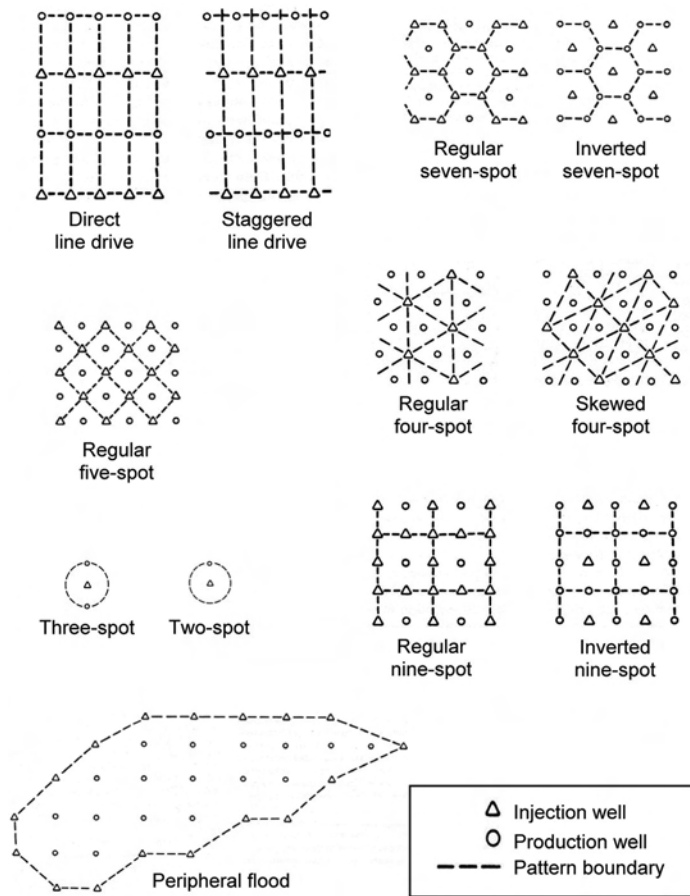 Direct
line drive
Staggered
line drive
Regular
seven-spot
Inverted
seven-spot
Regular
five-spot
Regular
four-spot
Skewed
four-spot
Three-spot
Two-spot
Regular
nine-spot
Inverted
nine-spot
Peripheral flood
Injection well
Production well
Pattern boundary